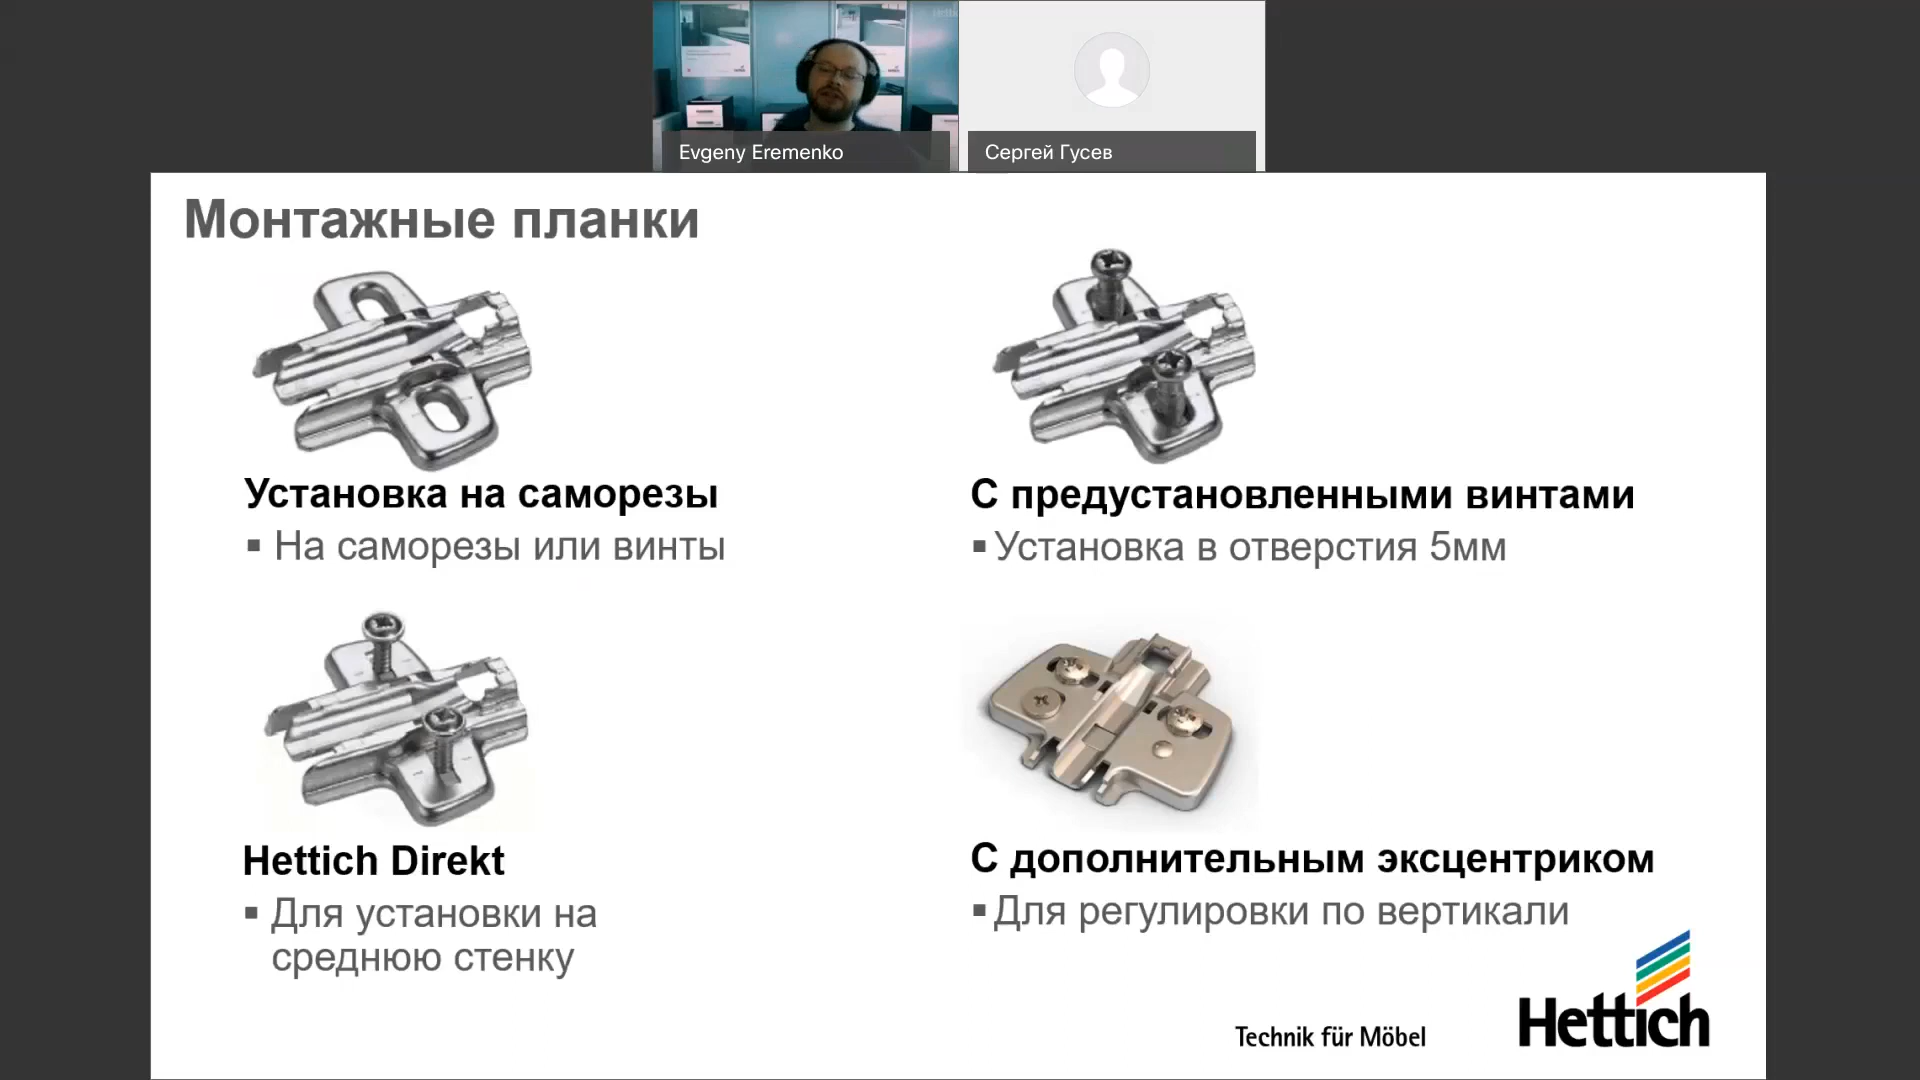 Evgeny Eremenko
Сергей Гусев
Монтажные планки
Установка на саморезы
▪ На саморезы или винты
С предустановленными винтами
▪ Установка в отверстия 5мм
Hettich Direkt
▪ Для установки на
среднюю стенку
С дополнительным эксцентриком
▪ Для регулировки по вертикали
Technik für Möbel
Hettich